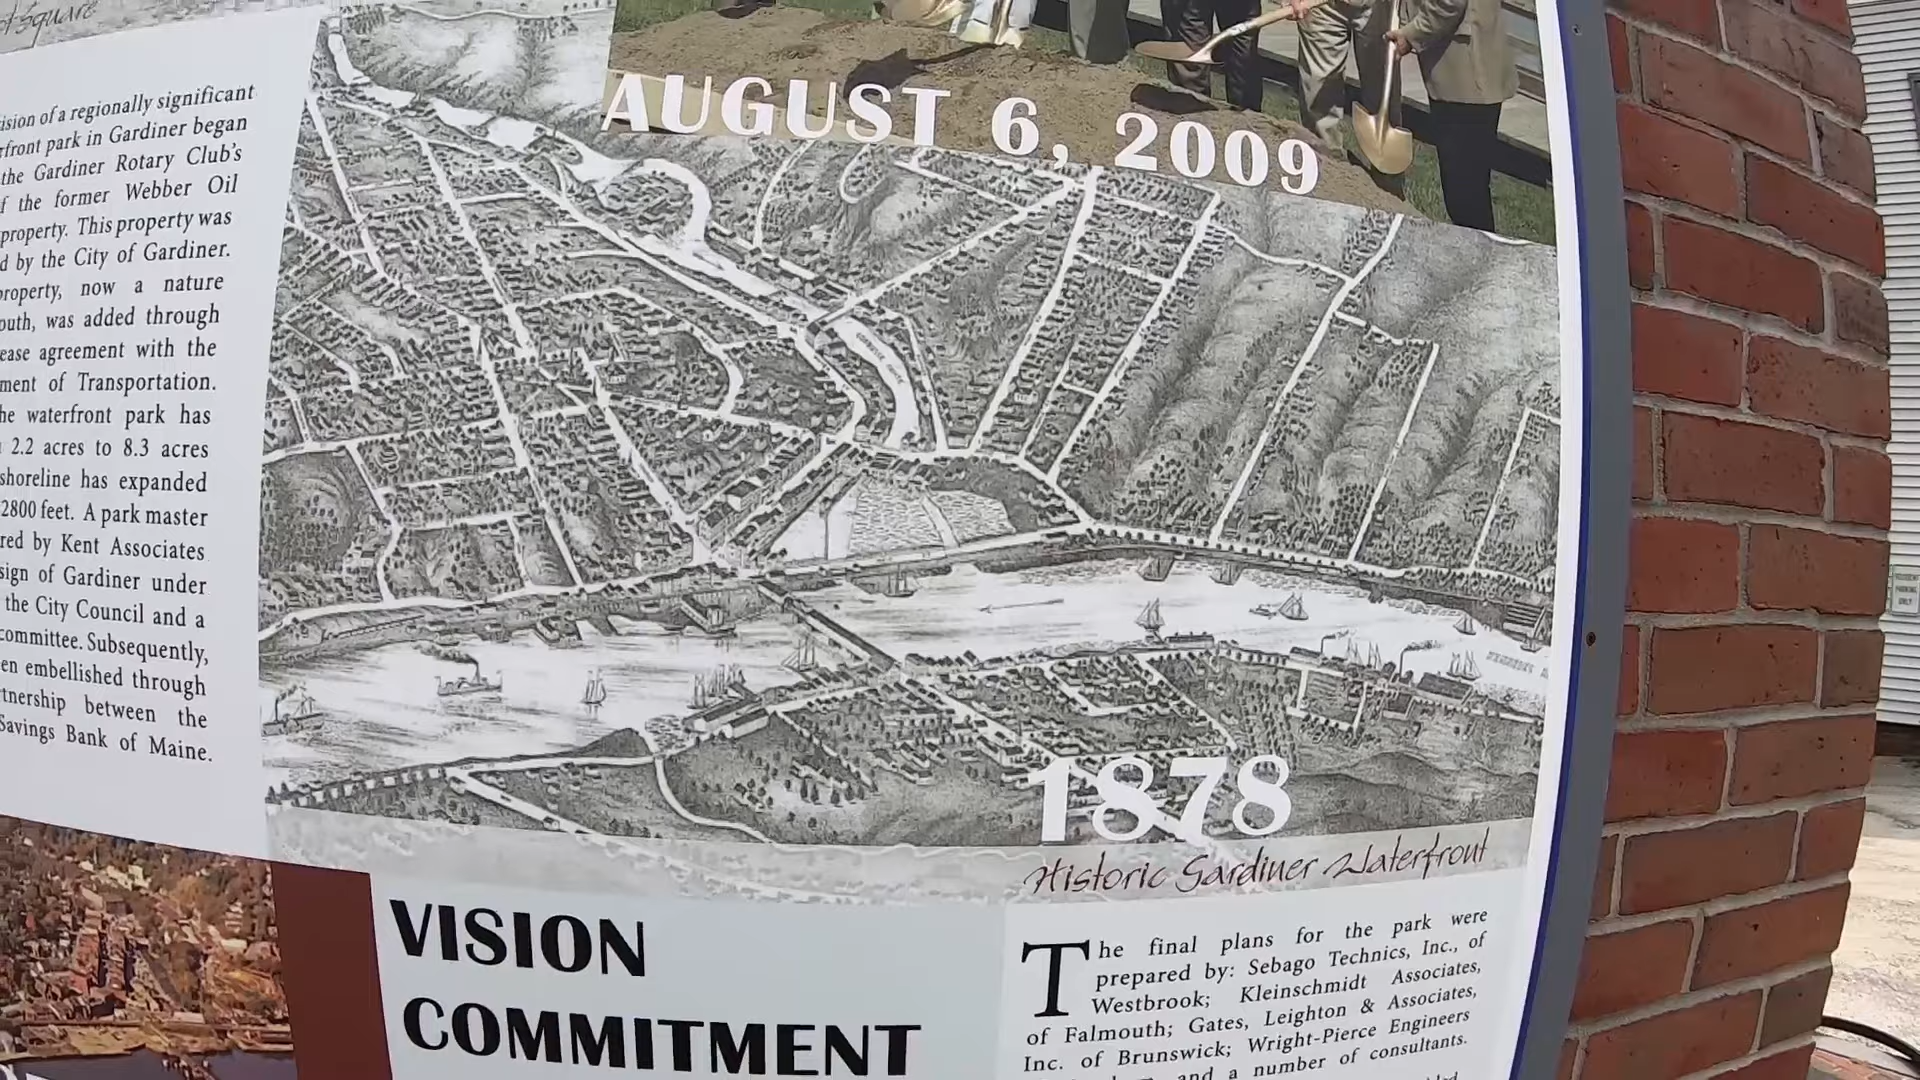 Square
ision of a regionally significant
front park in Gardiner began
the Gardiner Rotary Club's
f the former Webber Oil
property. This property was
d by the City of Gardiner.
property, now a nature
outh, was added through
ease agreement with the
ment of Transportation.
he waterfront park has
2.2 acres to 8.3 acres
shoreline has expanded
2800 feet. A park master
red by Kent Associates
sign of Gardiner under
the City Council and a
committee. Subsequently,
en embellished through
tnership between the
Savings Bank of Maine.
AUGUST 6, 2009
1878
Historic Gardiner Waterfront
VISION
COMMITMENT
The final plans for the park were
prepared by: Sebago Technics, Inc., of
Westbrook; Kleinschmidt Associates,
of Falmouth; Gates, Leighton & Associates,
Inc. of Brunswick; Wright-Pierce Engineers
and a number of consultants.
PARKING
ONLY